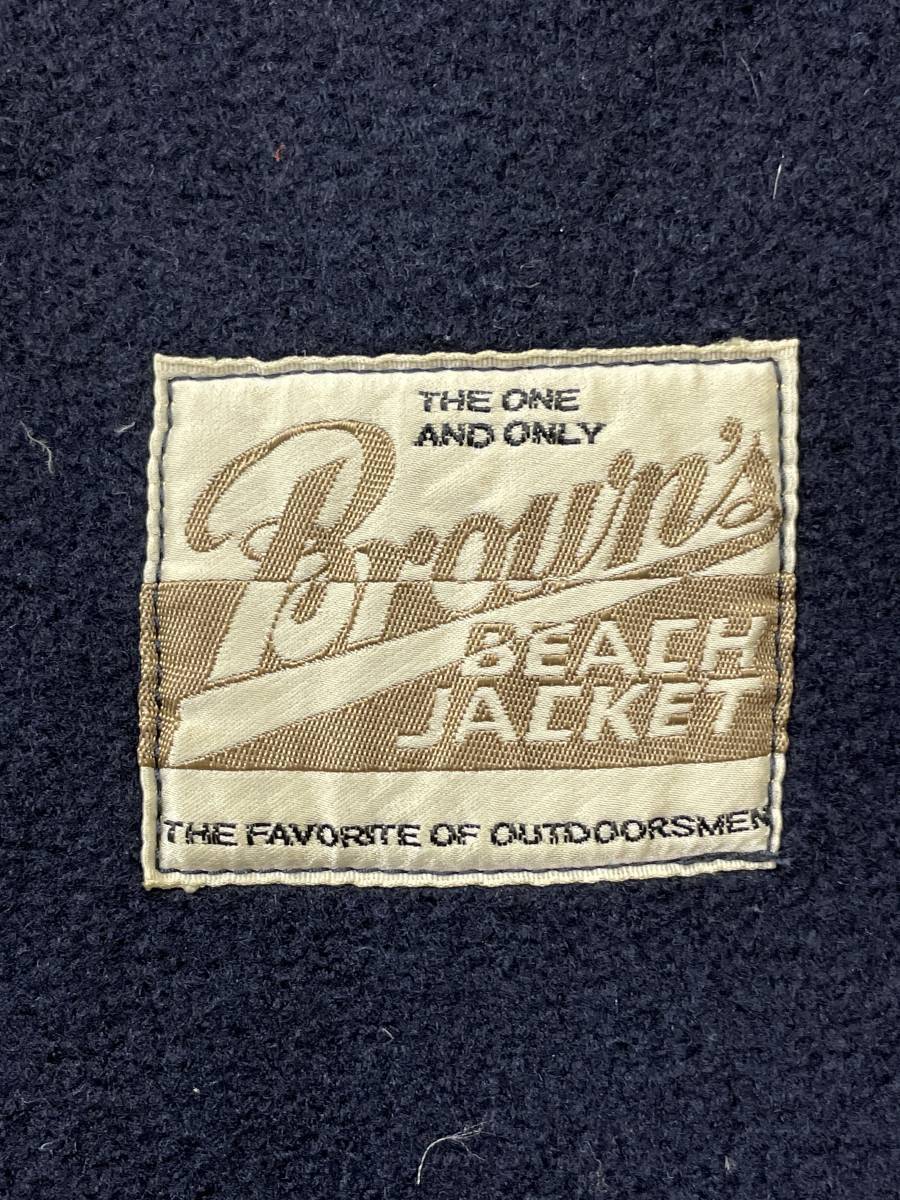 THE ONE
AND ONLY
Brown's
BEACH
JACKET
THE FAVORITE OF OUTDOORSMEN